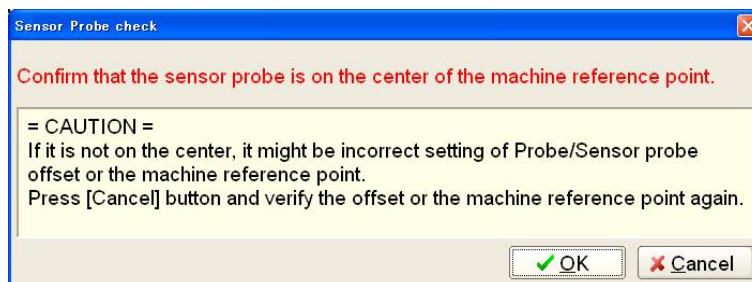 Sensor Probe check
Confirm that the sensor probe is on the center of the machine reference point.
= CAUTION =
If it is not on the center, it might be incorrect setting of Probe/Sensor probe
offset or the machine reference point.
Press [Cancel] button and verify the offset or the machine reference point again.
OK
Cancel